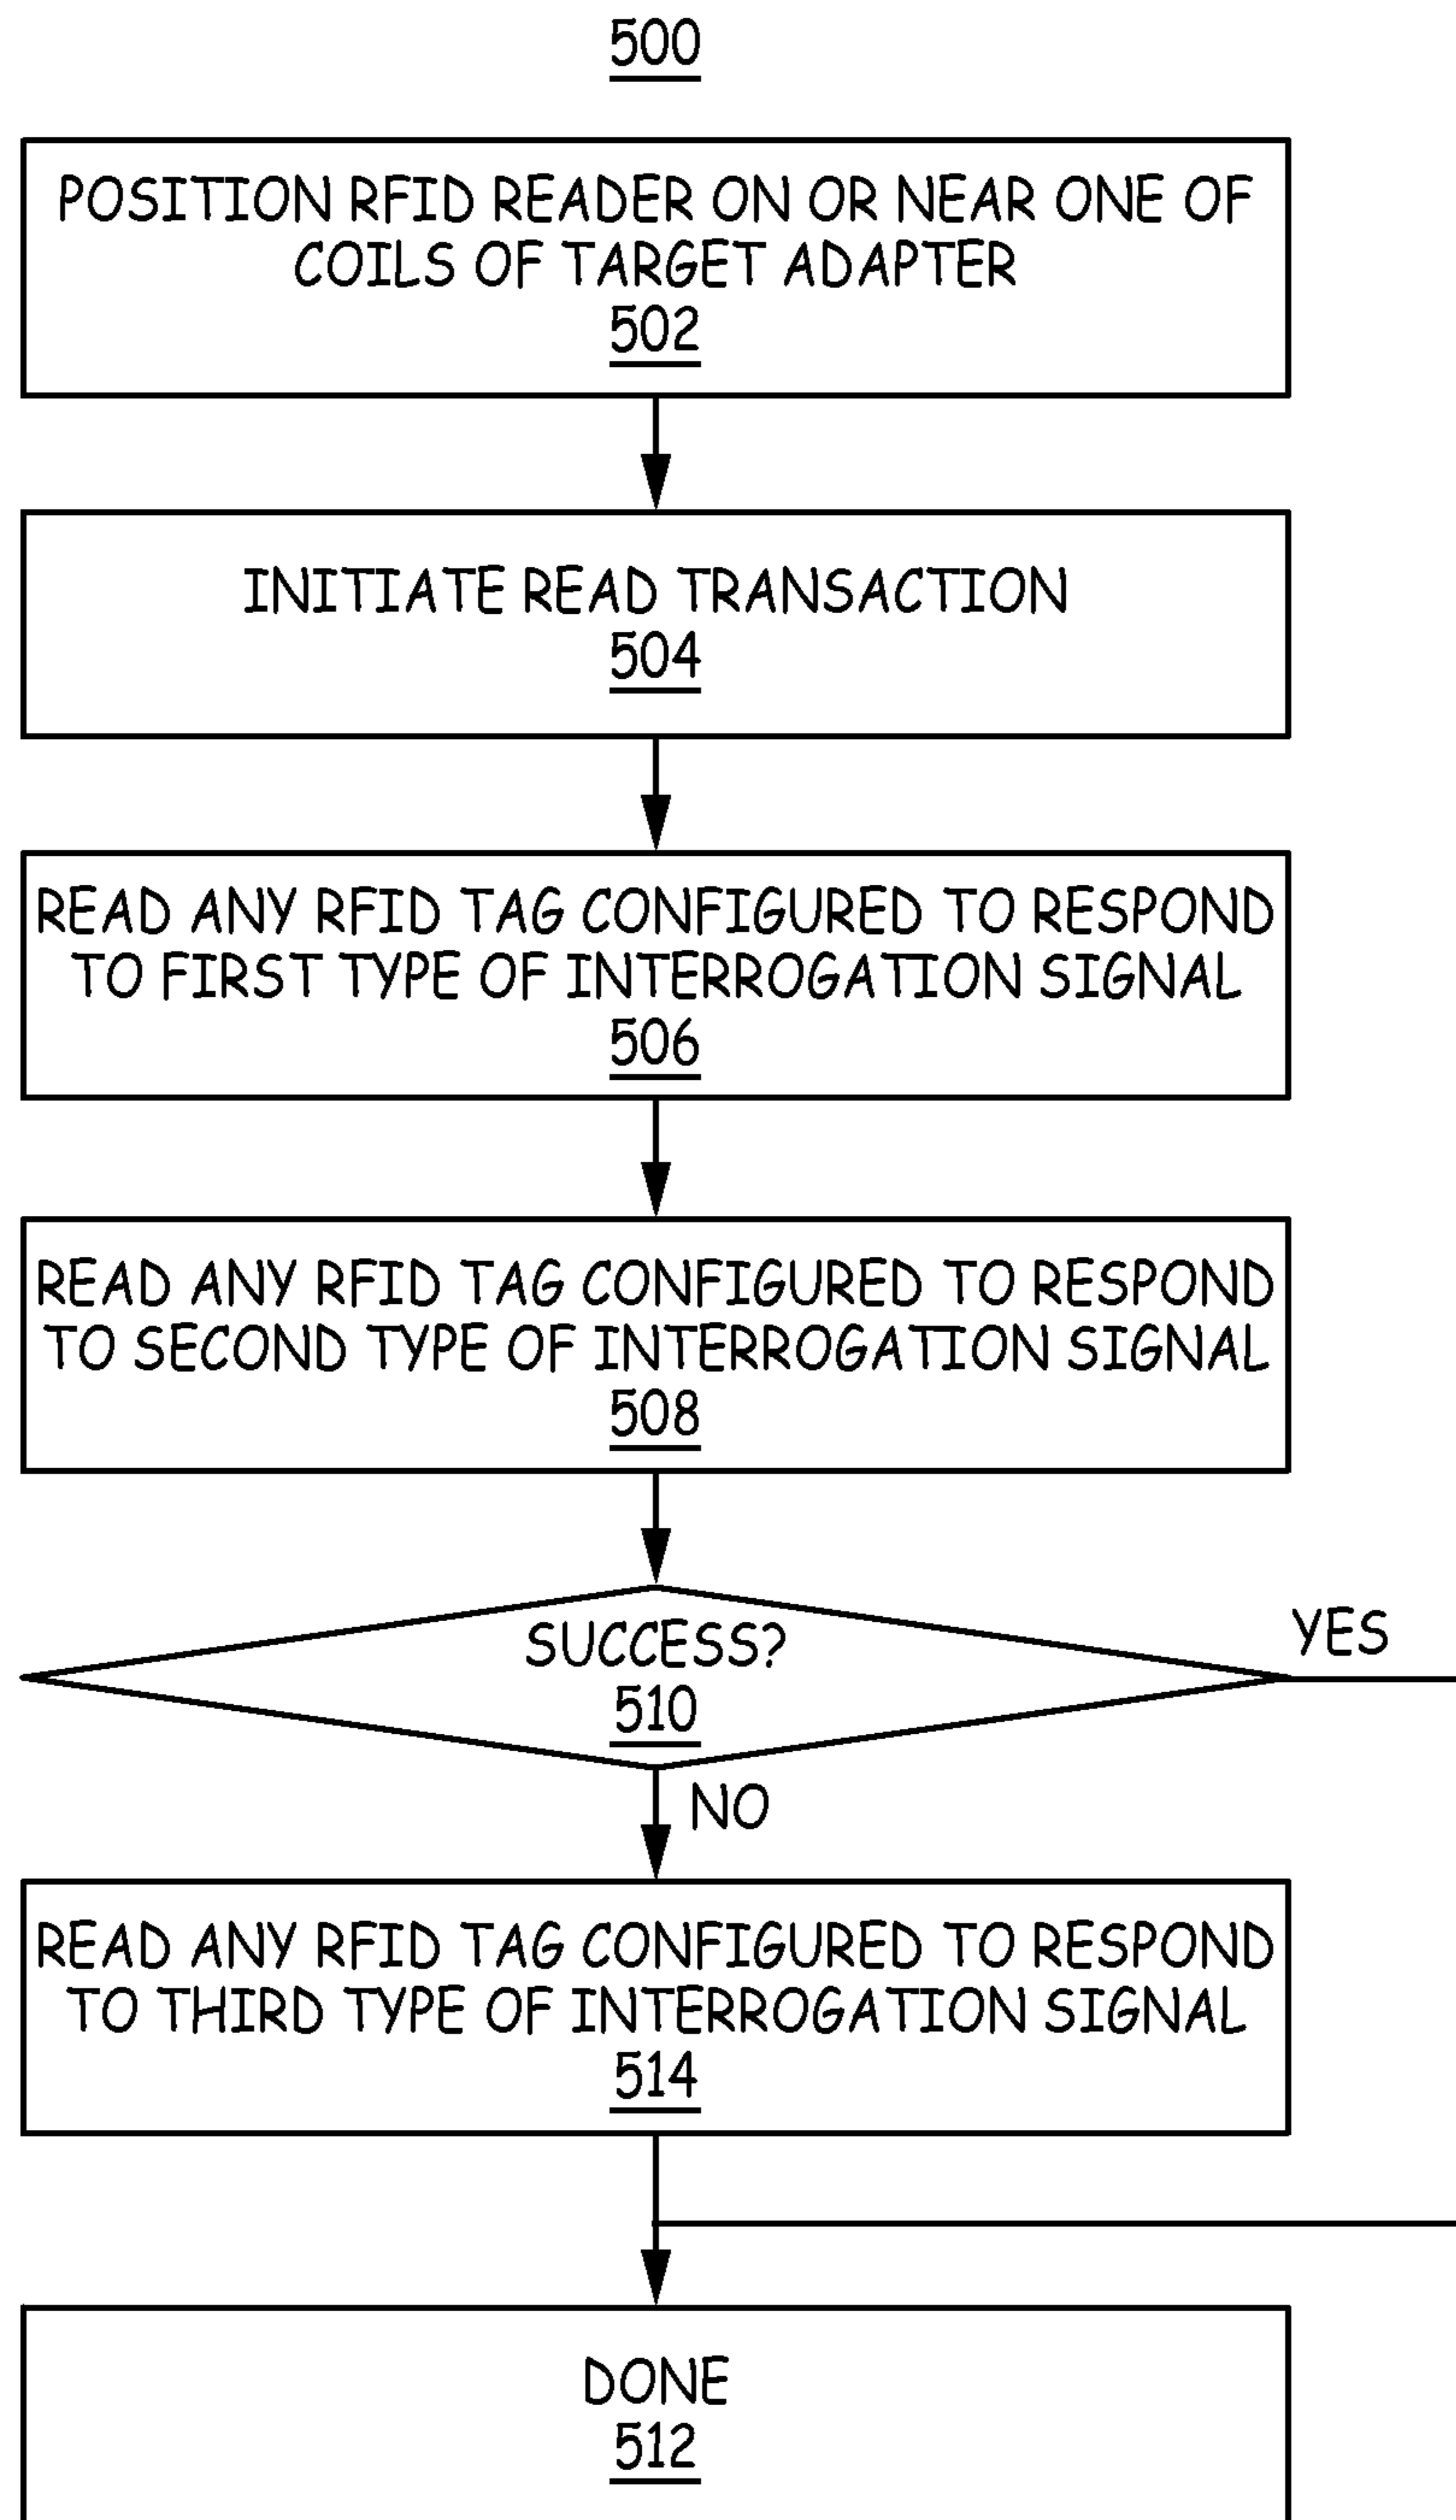 500
POSITION RFID READER ON OR NEAR ONE OF
COILS OF TARGET ADAPTER
502
INITIATE READ TRANSACTION
504
READ ANY RFID TAG CONFIGURED TO RESPOND
TO FIRST TYPE OF INTERROGATION SIGNAL
506
READ ANY RFID TAG CONFIGURED TO RESPOND
TO SECOND TYPE OF INTERROGATION SIGNAL
508
SUCCESS?
510
YES
NO
READ ANY RFID TAG CONFIGURED TO RESPOND
TO THIRD TYPE OF INTERROGATION SIGNAL
514
DONE
512